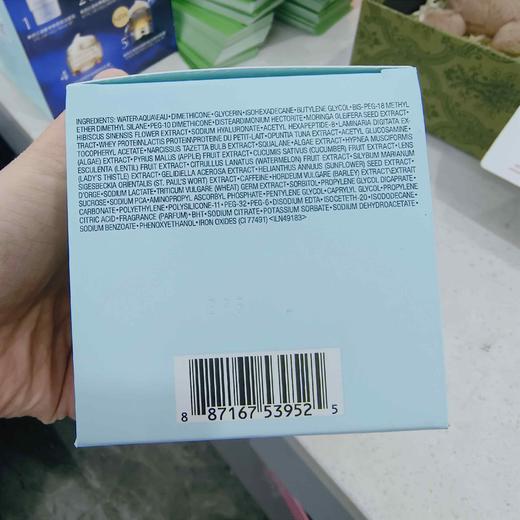 INGREDIENTS: WATER\AQUA\EAU•DIMETHICONE•GLYCERIN•ISOHEXADECANE•BUTYLENE GLYCOL•BIS-PEG-18 METHYL
ETHER DIMETHYL SILANE•PEG-10 DIMETHICONE•DISTEARDIMONIUM HECTORITE•MORINGA OLEIFERA SEED EXTRACT•
HIBISCUS SINENSIS FLOWER EXTRACT•SODIUM HYALURONATE•ACETYL HEXAPEPTIDE-8•LAMINARIA DIGITATA EX-
TRACT•WHEY PROTEIN\LACTIS PROTEIN\PROTÉINE DU PETIT-LAIT•OPUNTIA TUNA EXTRACT•ACETYL GLUCOSAMINE•
TOCOPHERYL ACETATE•NARCISSUS TAZETTA BULB EXTRACT•SQUALANE•ALGAE EXTRACT•HYPNEA MUSCIFORMIS
(ALGAE) EXTRACT•PYRUS MALUS (APPLE) FRUIT EXTRACT•CUCUMIS SATIVUS (CUCUMBER) FRUIT EXTRACT•LENS
ESCULENTA (LENTIL) FRUIT EXTRACT•CITRULLUS LANATUS (WATERMELON) FRUIT EXTRACT•SILYBUM MARIANUM
(LADY'S THISTLE) EXTRACT•GELIDIELLA ACEROSA EXTRACT•HELIANTHUS ANNUUS (SUNFLOWER) SEED EXTRACT•
SIGESBECKIA ORIENTALIS (ST. PAUL'S WORT) EXTRACT•CAFFEINE•HORDEUM VULGARE (BARLEY) EXTRACT\EXTRAIT
D'ORGE•SODIUM LACTATE•TRITICUM VULGARE (WHEAT) GERM EXTRACT•SORBITOL•PROPYLENE GLYCOL DICAPRATE•
SUCROSE•SODIUM PCA•AMINOPROPYL ASCORBYL PHOSPHATE•PENTYLENE GLYCOL•CAPRYLYL GLYCOL•PROPYLENE
CARBONATE•POLYETHYLENE•POLYSILICONE-11•PEG-32•PEG-6•DISODIUM EDTA•ISOCETETH-20•ISODODECANE•
CITRIC ACID•FRAGRANCE (PARFUM)•BHT•SODIUM CITRATE•POTASSIUM SORBATE•SODIUM DEHYDROACETATE•
SODIUM BENZOATE•PHENOXYETHANOL•IRON OXIDES (CI 77491) <ILN49183>
8 87167 53952 5
1
4
5